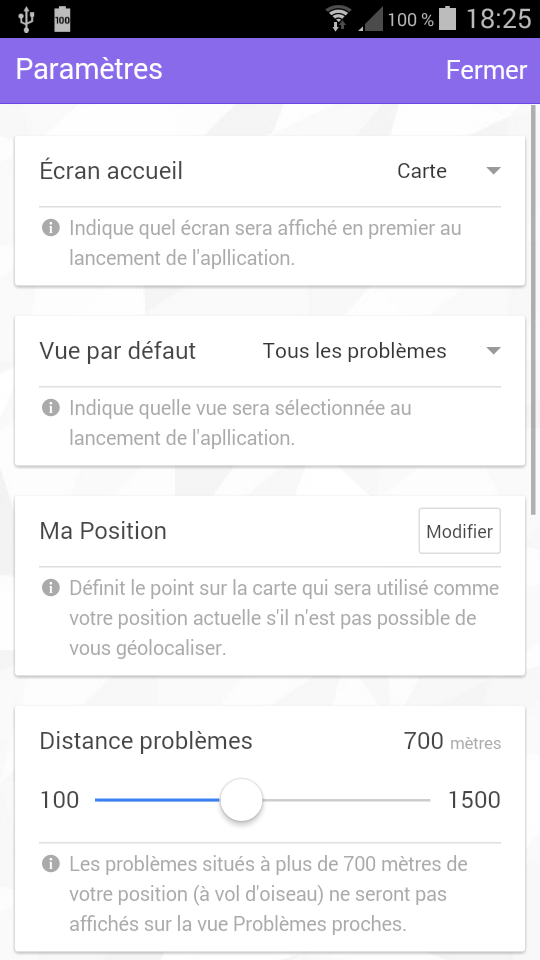 100
100 %
18:25
Paramètres
Fermer
Écran accueil
Carte
Indique quel écran sera affiché en premier au
lancement de l'apllication.
Vue par défaut
Tous les problèmes
Indique quelle vue sera sélectionnée au
lancement de l'apllication.
Ma Position
Modifier
Définit le point sur la carte qui sera utilisé comme
votre position actuelle s'il n'est pas possible de
vous géolocaliser.
Distance problèmes
700 mètres
100
1500
Les problèmes situés à plus de 700 mètres de
votre position (à vol d'oiseau) ne seront pas
affichés sur la vue Problèmes proches.